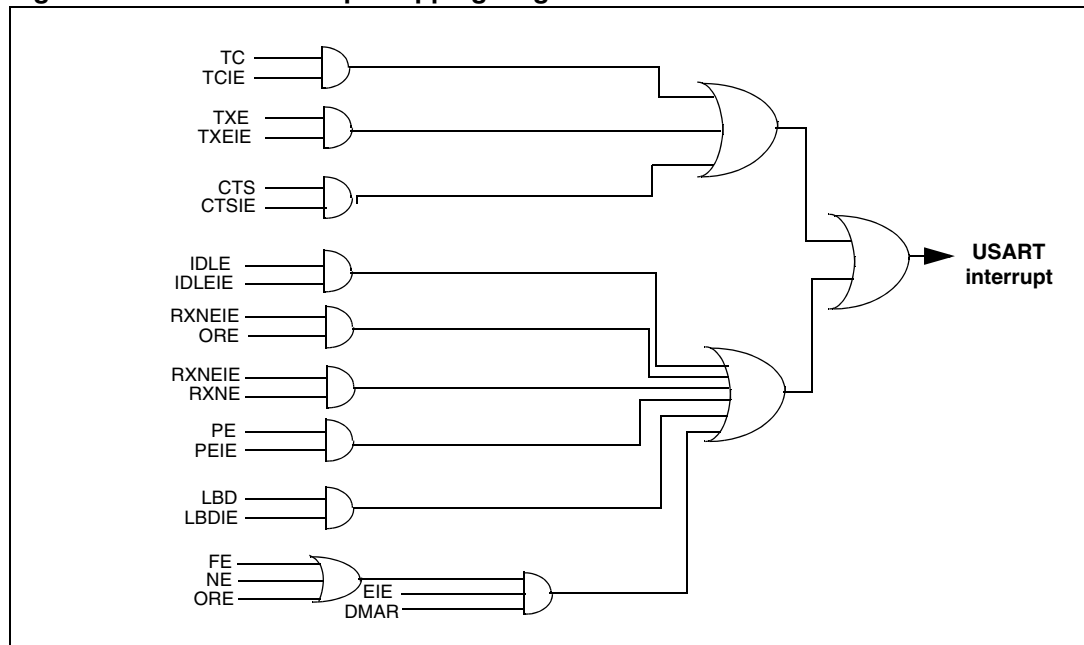 TC
TCIE
TXE
TXEIE
CTS
CTSIE
IDLE
IDLEIE
RXNEIE
ORE
RXNEIE
RXNE
PE
PEIE
LBD
LBDIE
FE
NE
ORE
EIE
DMAR
USART
interrupt